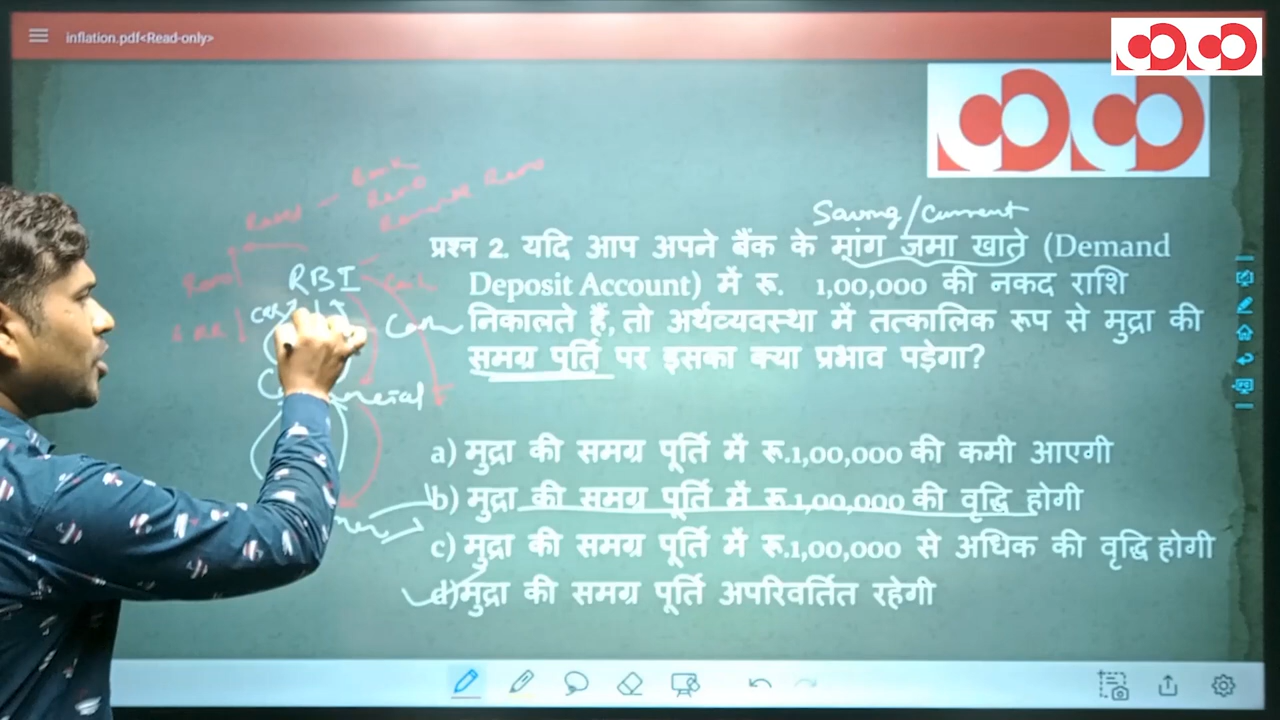 inflation.pdf<Read-only>
Saving/Current
प्रश्न 2. यदि आप अपने बैंक के मांग जमा खाते (Demand
Deposit Account) में रू. 1,00,000 की नकद राशि
निकालते हैं, तो अर्थव्यवस्था में तत्कालिक रूप से मुद्रा की
समग्र पूर्ति पर इसका क्या प्रभाव पड़ेगा?
RBI
a) मुद्रा की समग्र पूर्ति में रू.1,00,000 की कमी आएगी
b) मुद्रा की समग्र पूर्ति में रू.1,00,000 की वृद्धि होगी
c) मुद्रा की समग्र पूर्ति में रू.1,00,000 से अधिक की वृद्धि होगी
d) मुद्रा की समग्र पूर्ति अपरिवर्तित रहेगी